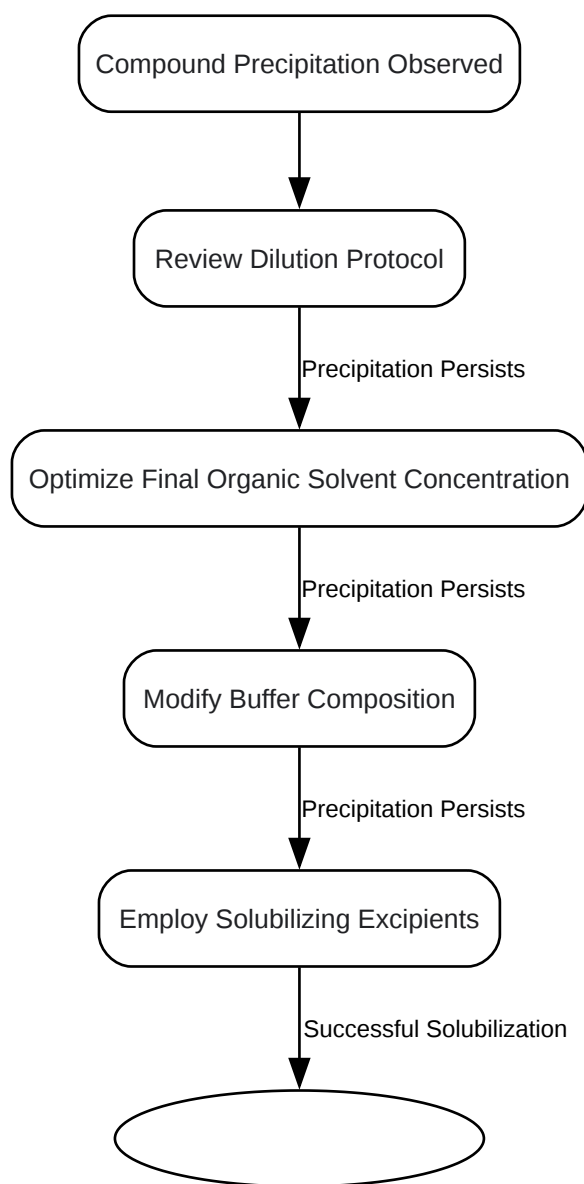 Compound Precipitation Observed
Review Dilution Protocol
Precipitation Persists
Optimize Final Organic Solvent Concentration
Precipitation Persists
Modify Buffer Composition
Precipitation Persists
Employ Solubilizing Excipients
Successful Solubilization